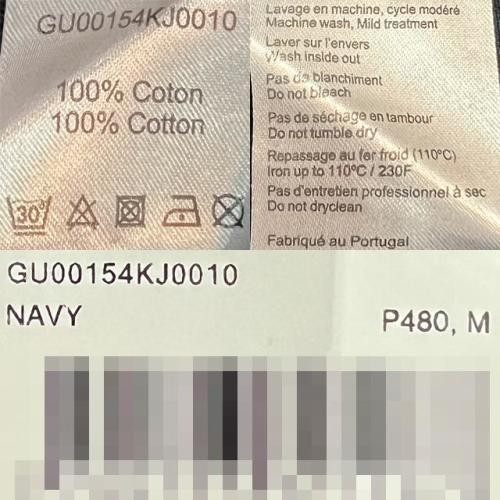 GU00154KJ0010
100% Coton
100% Cotton
30°
Lavage en machine, cycle modéré
Machine wash, Mild treatment
Laver sur l'envers
Wash inside out
Pas de blanchiment
Do not bleach
Pas de séchage en tambour
Do not tumble dry
Repassage au fer froid (110°C)
Iron up to 110°C / 230F
Pas d'entretien professionnel à sec
Do not dryclean
Fabriqué au Portugal
GU00154KJ0010
NAVY
P480, M